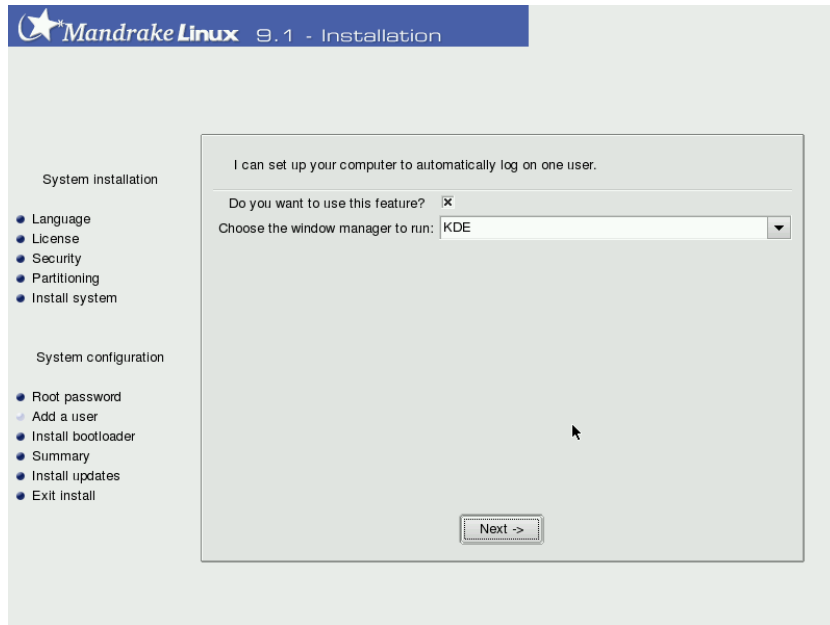 Mandrake Linux 9.1 - Installation
System installation
Language
License
Security
Partitioning
Install system
System configuration
Root password
Add a user
Install bootloader
Summary
Install updates
Exit install
I can set up your computer to automatically log on one user.
Do you want to use this feature?
Choose the window manager to run: KDE
Next ->